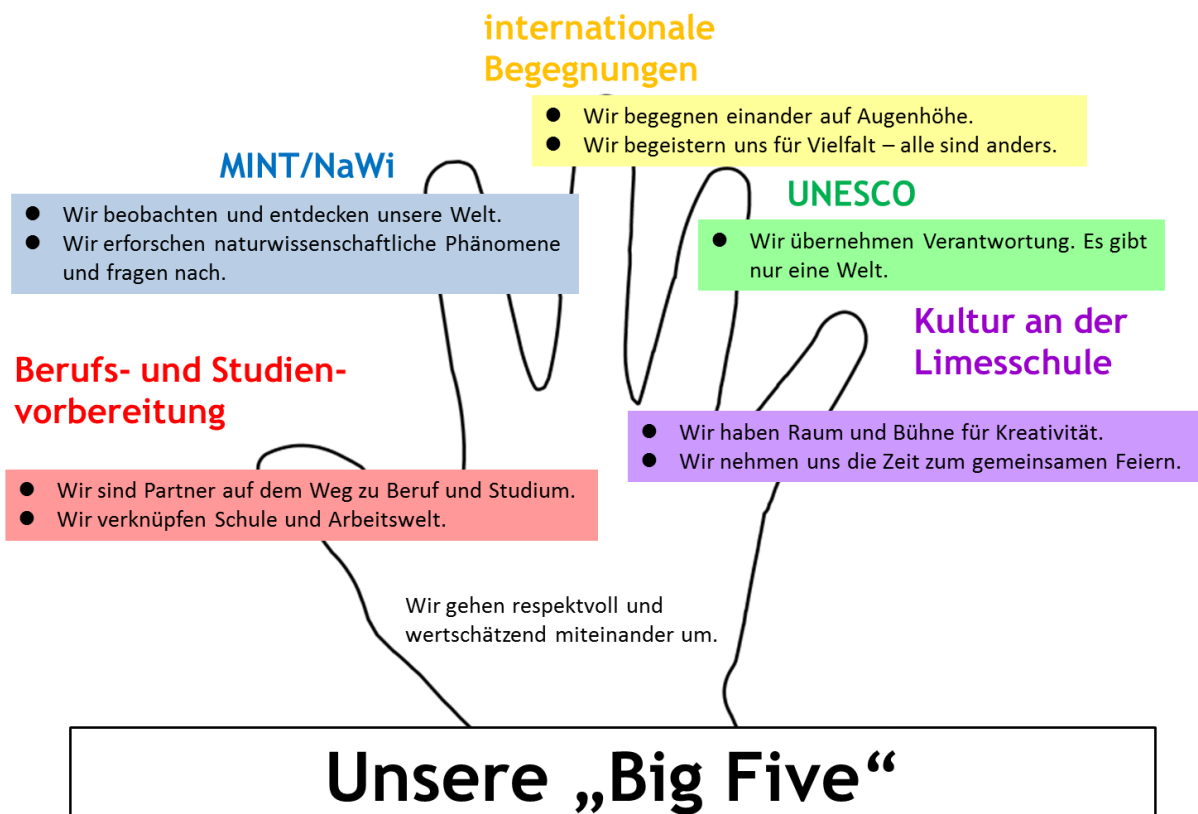 internationale
Begegnungen
● Wir begegnen einander auf Augenhöhe.
● Wir begeistern uns für Vielfalt – alle sind anders.
MINT/NaWi
● Wir beobachten und entdecken unsere Welt.
● Wir erforschen naturwissenschaftliche Phänomene
und fragen nach.
UNESCO
● Wir übernehmen Verantwortung. Es gibt
nur eine Welt.
Kultur an der
Limesschule
● Wir haben Raum und Bühne für Kreativität.
● Wir nehmen uns die Zeit zum gemeinsamen Feiern.
Berufs- und Studien-
vorbereitung
● Wir sind Partner auf dem Weg zu Beruf und Studium.
● Wir verknüpfen Schule und Arbeitswelt.
Wir gehen respektvoll und
wertschätzend miteinander um.
Unsere „Big Five“